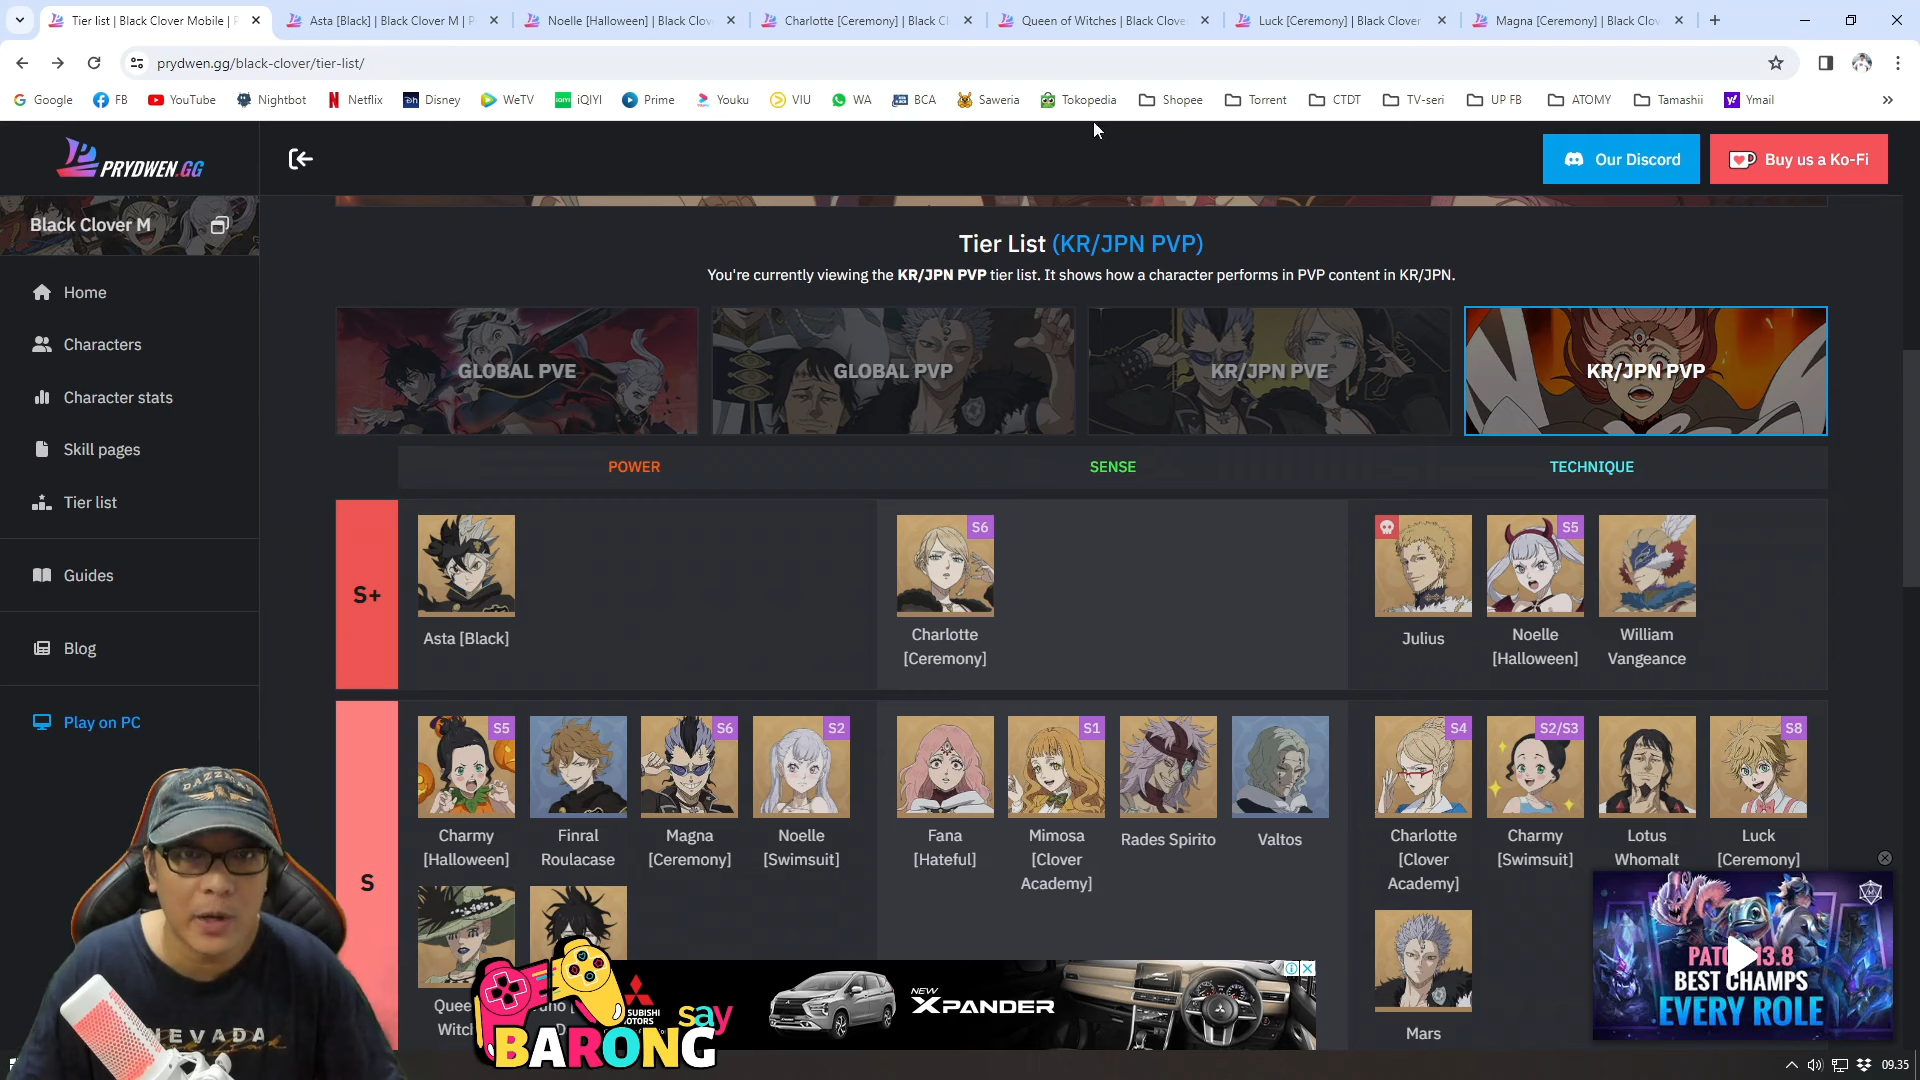 Tier list | Black Clover Mobile | P
Asta [Black] | Black Clover M | P
Noelle [Halloween] | Black Clov
Charlotte [Ceremony] | Black Cl
Queen of Witches | Black Clove
Luck [Ceremony] | Black Clover
Magna [Ceremony] | Black Clov
prydwen.gg/black-clover/tier-list/
Google
FB
YouTube
Nightbot
Netflix
Disney
WeTV
iQIYI
Prime
Youku
VIU
WA
BCA
Saweria
Tokopedia
Shopee
Torrent
CTDT
TV-seri
UP FB
ATOMY
Tamashii
Ymail
PRYDWEN.GG
Our Discord
Buy us a Ko-Fi
Black Clover M
Home
Characters
Character stats
Skill pages
Tier list
Guides
Blog
Play on PC
Tier List (KR/JPN PVP)
You're currently viewing the KR/JPN PVP tier list. It shows how a character performs in PVP content in KR/JPN.
GLOBAL PVE
GLOBAL PVP
KR/JPN PVE
KR/JPN PVP
POWER
SENSE
TECHNIQUE
S+
Asta [Black]
S6
Charlotte
[Ceremony]
Julius
S5
Noelle
[Halloween]
William
Vangeance
S
S5
Charmy
[Halloween]
Finral
Roulacase
S6
Magna
[Ceremony]
S2
Noelle
[Swimsuit]
Fana
[Hateful]
S1
Mimosa
[Clover
Academy]
Rades Spirito
Valtos
S4
Charlotte
[Clover
Academy]
S2/S3
Charmy
[Swimsuit]
Lotus
Whomalt
S8
Luck
[Ceremony]
Mars
NEW
XPANDER
say
BARONG
NEVADA
PATCH 13.8
BEST CHAMPS
EVERY ROLE
09.35